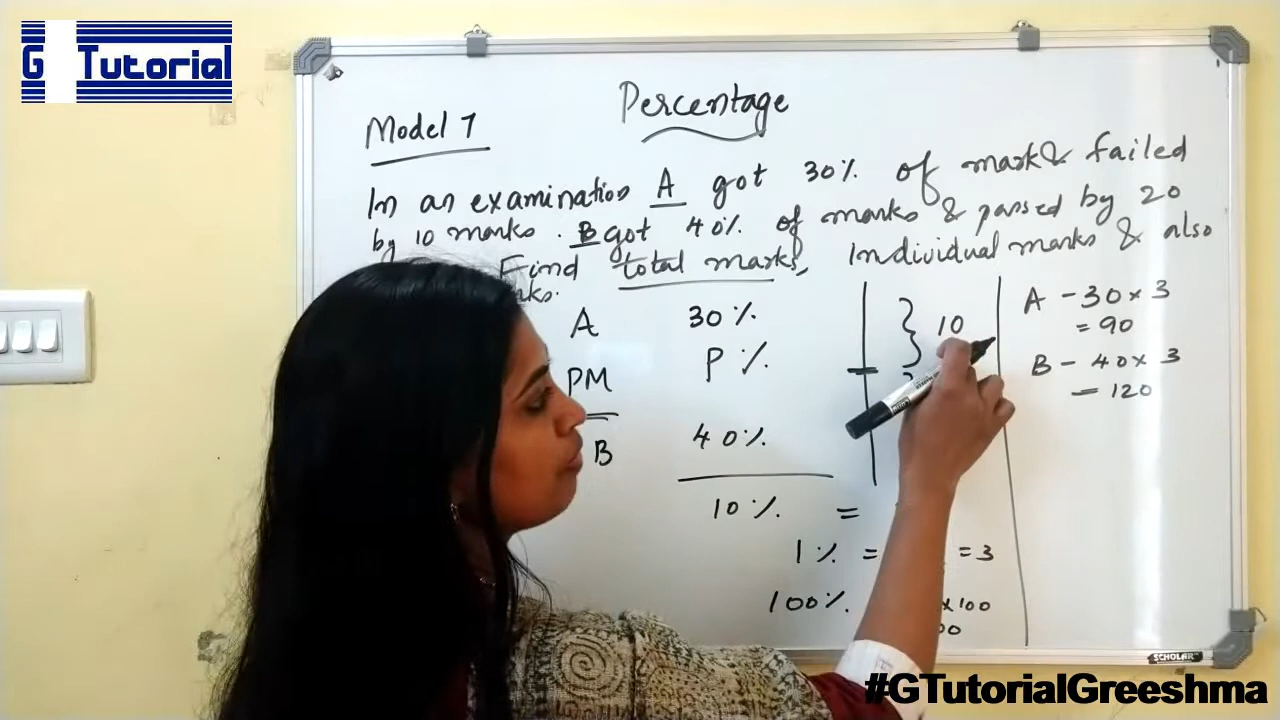 G Tutorial
Percentage
Model 7
In an examination A got 30% of mark & failed
by 10 marks. B got 40% of marks & passed by 20
Find total marks, Individual marks & also
A 30% } 10
PM P%
B 40%
10% =
1% = = 3
100% x100
A - 30 x 3
= 90
B - 40 x 3
= 120
SCHOLAR
#GTutorialGreeshma